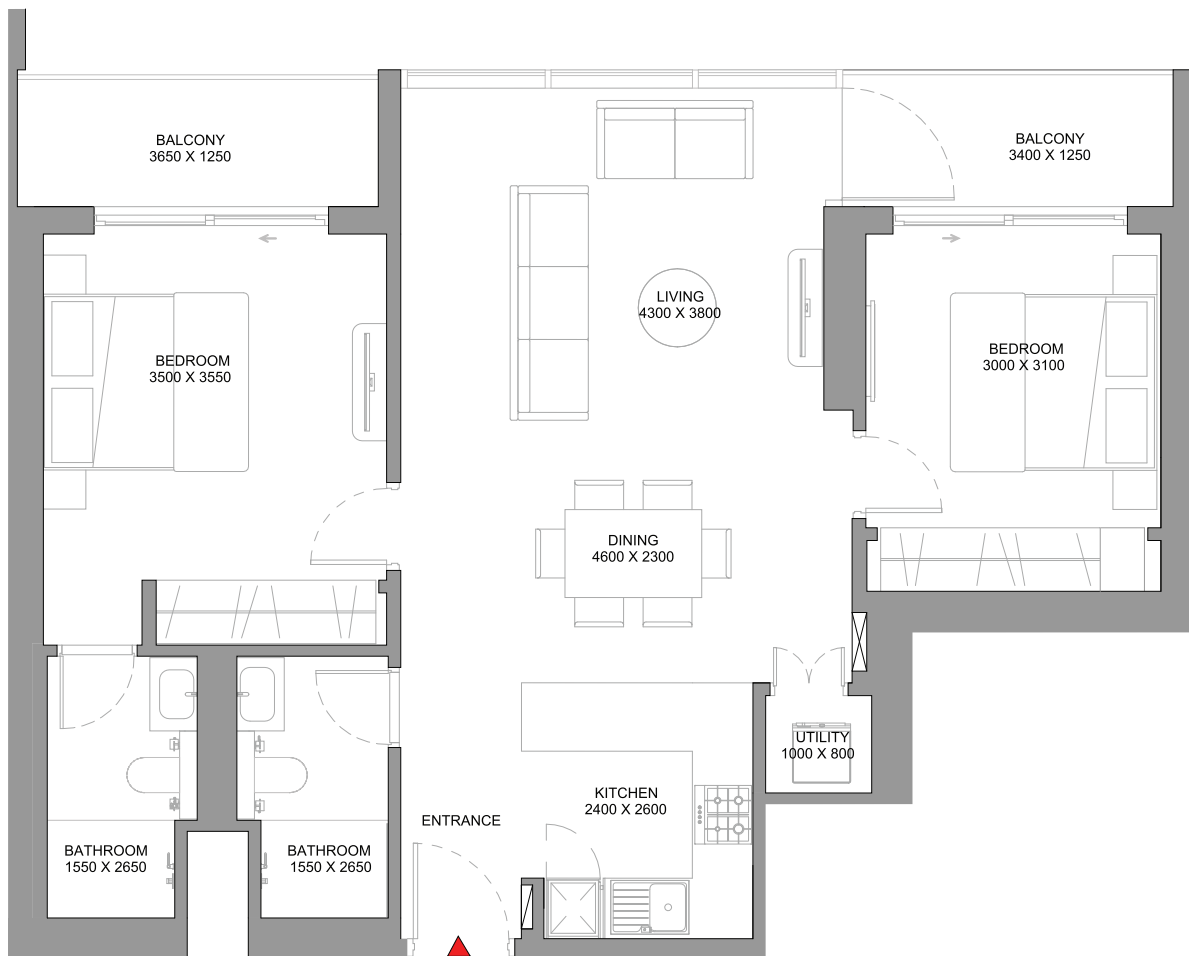 BALCONY
3650 X 1250
BALCONY
3400 X 1250
LIVING
4300 X 3800
BEDROOM
3500 X 3550
BEDROOM
3000 X 3100
DINING
4600 X 2300
UTILITY
1000 X 800
KITCHEN
2400 X 2600
ENTRANCE
BATHROOM
1550 X 2650
BATHROOM
1550 X 2650